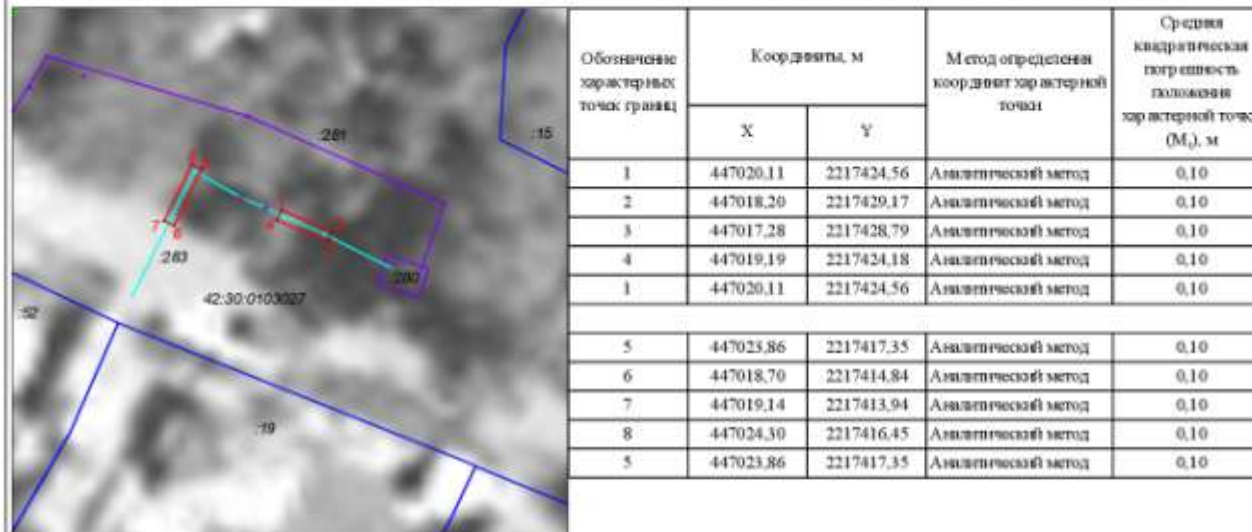 :281
:15
7
6
:283
42:30:0103027
:280
:52
:19
Обозначение характерных точек границ
Координаты, м
Метод определения координат характерной точки
Средняя квадратическая погрешность положения характерной точки (Mt), м
X
Y
1 447020,11 2217424,56 Аналитический метод 0,10
2 447018,20 2217429,17 Аналитический метод 0,10
3 447017,28 2217428,79 Аналитический метод 0,10
4 447019,19 2217424,18 Аналитический метод 0,10
1 447020,11 2217424,56 Аналитический метод 0,10
5 447023,86 2217417,35 Аналитический метод 0,10
6 447018,70 2217414,84 Аналитический метод 0,10
7 447019,14 2217413,94 Аналитический метод 0,10
8 447024,30 2217416,45 Аналитический метод 0,10
5 447023,86 2217417,35 Аналитический метод 0,10